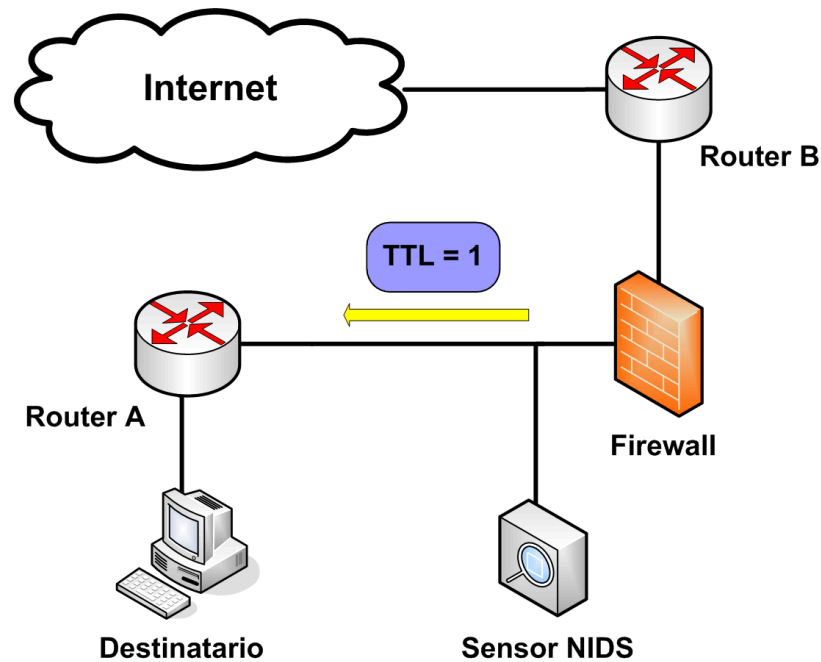 Internet
Router B
TTL = 1
Router A
Firewall
Destinatario
Sensor NIDS